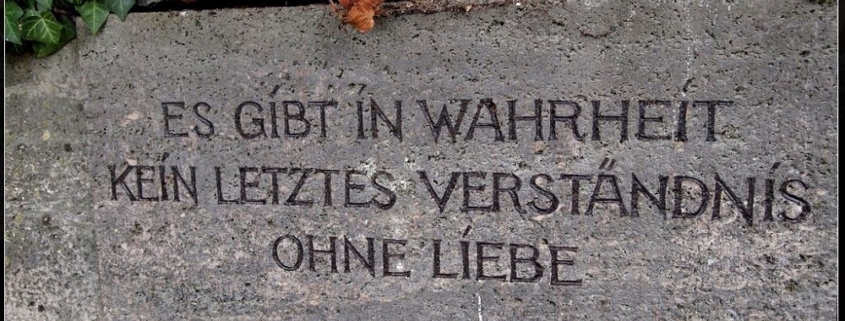 ES GIBT IN WAHRHEIT
KEIN LETZTES VERSTÄNDNIS
OHNE LIEBE